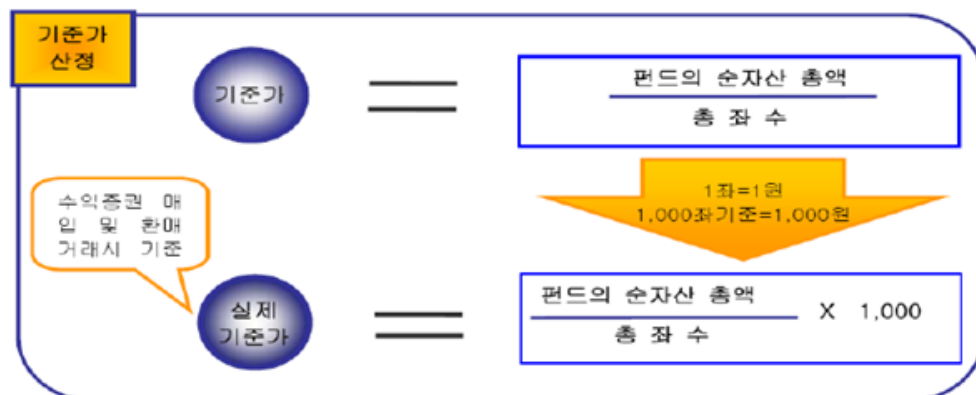 기준가
산정
기준가
펀드의 순자산 총액
총 좌 수
1좌=1원
1,000좌기준=1,000원
수익증권 매
입 및 환매
거래시 기준
실제
기준가
펀드의 순자산 총액
총 좌 수
X 1,000